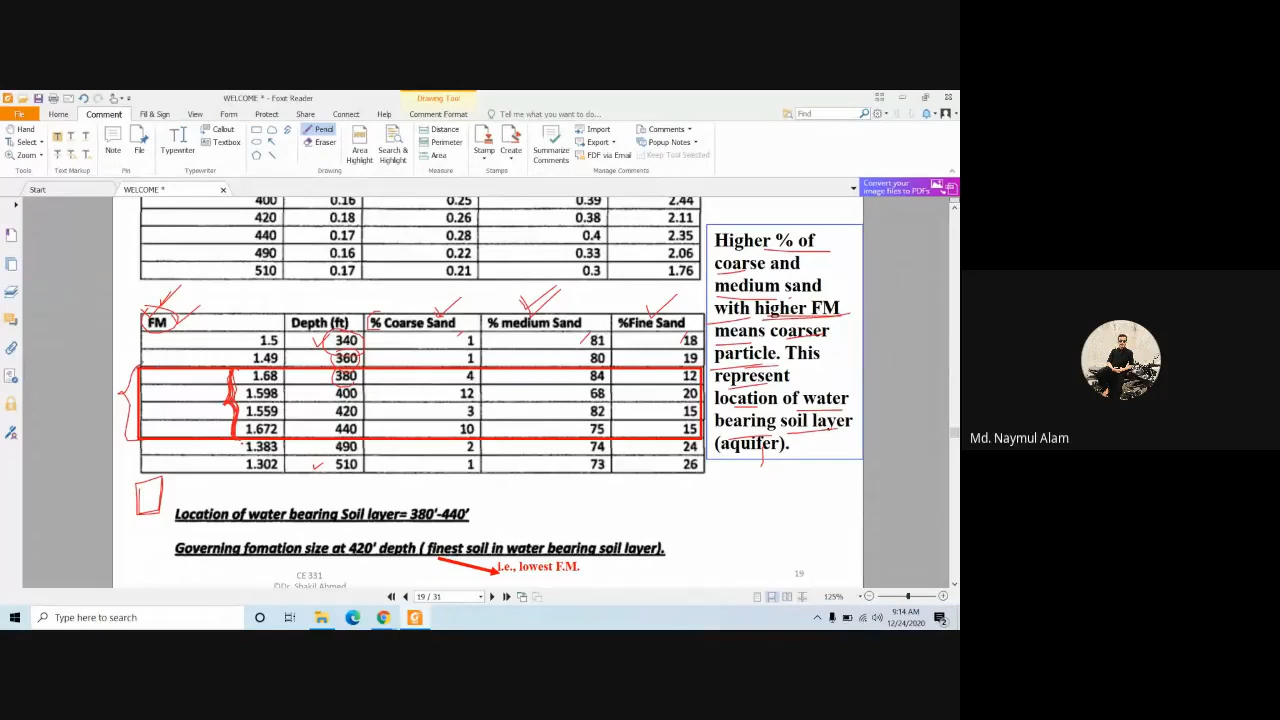 WELCOME * - Foxit Reader
Drawing Tool
File Home Comment Fill & Sign Form Protect Share Connect Help Comment Format Tell me what you want to do... Find
Hand
Select
Zoom
Tools
Text Markup
Note File
Pin
Typewriter
Callout
Textbox
Typewriter
Pencil
Eraser
Area Highlight
Search & Highlight
Drawing
Distance
Perimeter
Area
Measure
Stamp Create
Stamps
Summarize Comments
Import
Export
FDF via Email
Comments
Popup Notes
Keep Tool Selected
Manage Comments
Start WELCOME *
Convert your image files to PDFs
400 0.16 0.25 0.39 2.44
420 0.18 0.26 0.38 2.11
440 0.17 0.28 0.4 2.35
490 0.16 0.22 0.33 2.06
510 0.17 0.21 0.3 1.76
FM Depth (ft) % Coarse Sand % medium Sand %Fine Sand
1.5 340 1 81 18
1.49 360 1 80 19
1.68 380 4 84 12
1.598 400 12 68 20
1.559 420 3 82 15
1.672 440 10 75 15
1.383 490 2 74 24
1.302 510 1 73 26
Higher % of
coarse and
medium sand
with higher FM
means coarser
particle. This
represent
location of water
bearing soil layer
(aquifer).
Location of water bearing Soil layer= 380'-440'
Governing fomation size at 420' depth ( finest soil in water bearing soil layer).
i.e., lowest F.M.
CE 331
©Dr. Shakil Ahmed
19
19 / 31
125%
Type here to search
9:14 AM
12/24/2020
2
Md. Naymul Alam